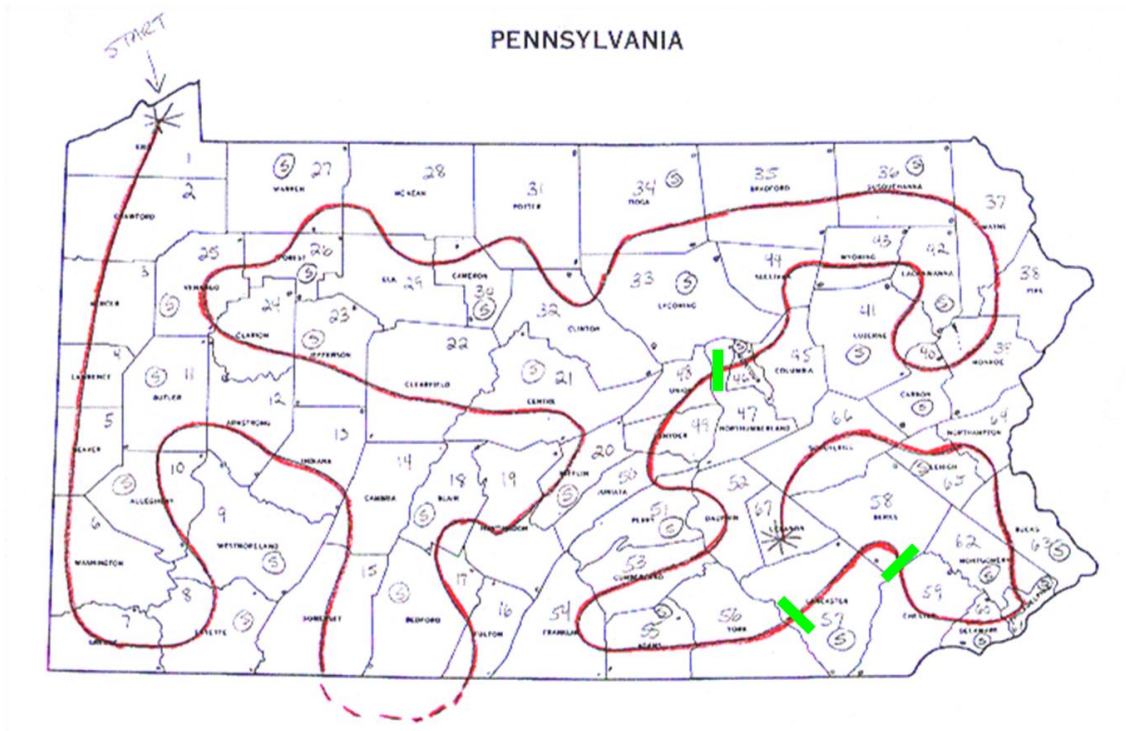 START
PENNSYLVANIA
ERIE 1
2
CRAWFORD
S WARREN 27
28
MCKEAN
31
POTTER
34 S
TIOGA
35
BRADFORD
36 S
SUSQUEHANNA
37
WAYNE
3
MERCER
25
VENANGO
S
FOREST 26
S
ELK 29
CAMERON
30
S
32
CLINTON
33 S
LYCOMING
44
SULLIVAN
43
WYOMING
42
LACKAWANNA
S
38
PIKE
24
CLARION
23
S
JEFFERSON
4
LAWRENCE
S 11
BUTLER
22
CLEARFIELD
S 21
CENTRE
48
UNION
S
46
45
COLUMBIA
41
LUZERNE
S
40
39
MONROE
CARBON
S
5
BEAVER
12
ARMSTRONG
13
INDIANA
14
CAMBRIA
18
BLAIR
S
19
HUNTINGDON
20
MIFFLIN
S
49
SNYDER
47
NORTHUMBERLAND
66
SCHUYLKILL
64
NORTHAMPTON
S LEHIGH
65
10
ALLEGHENY
S
9
WESTMORELAND
S
50
JUNIATA
51
PERRY S
52
DAUPHIN
67
LEBANON
58
BERKS
BUCKS
63 S
62
MONTGOMERY
S
6
WASHINGTON
8
FAYETTE
S
7
GREENE
15
SOMERSET
S
BEDFORD
17
FULTON
16
54
FRANKLIN
53
CUMBERLAND
S
55
ADAMS
56
YORK
LANCASTER
57
S
59
CHESTER
60
DELAWARE
S